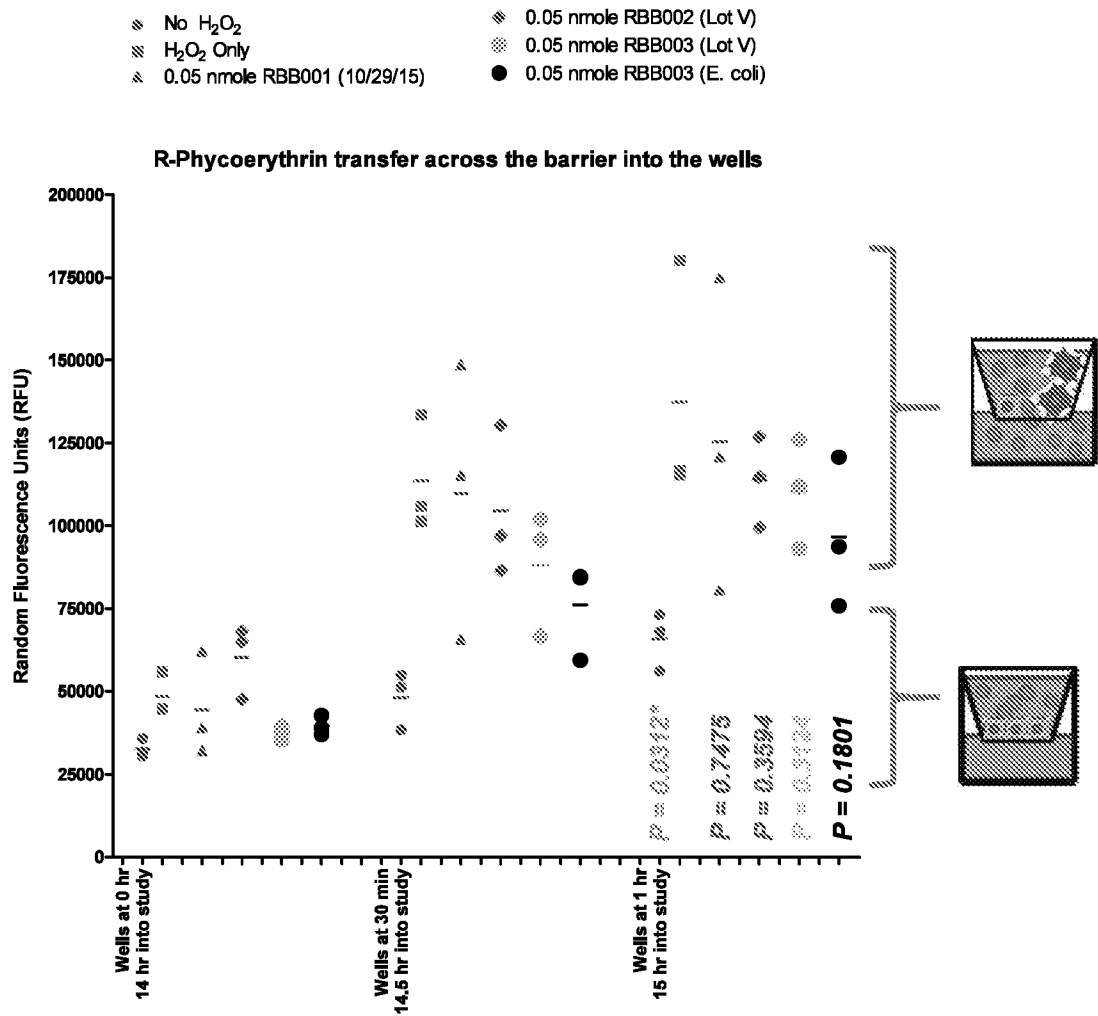 No H₂O₂
H₂O₂ Only
0.05 nmole RBB001 (10/29/15)
0.05 nmole RBB002 (Lot V)
0.05 nmole RBB003 (Lot V)
0.05 nmole RBB003 (E. coli)
R-Phycoerythrin transfer across the barrier into the wells
Random Fluorescence Units (RFU)
200000
175000
150000
125000
100000
75000
50000
25000
0
P = 0.0312*
P = 0.7475
P = 0.3594
P = 0.3124
P = 0.1801
Wells at 0 hr
14 hr into study
Wells at 30 min
14.5 hr into study
Wells at 1 hr
15 hr into study